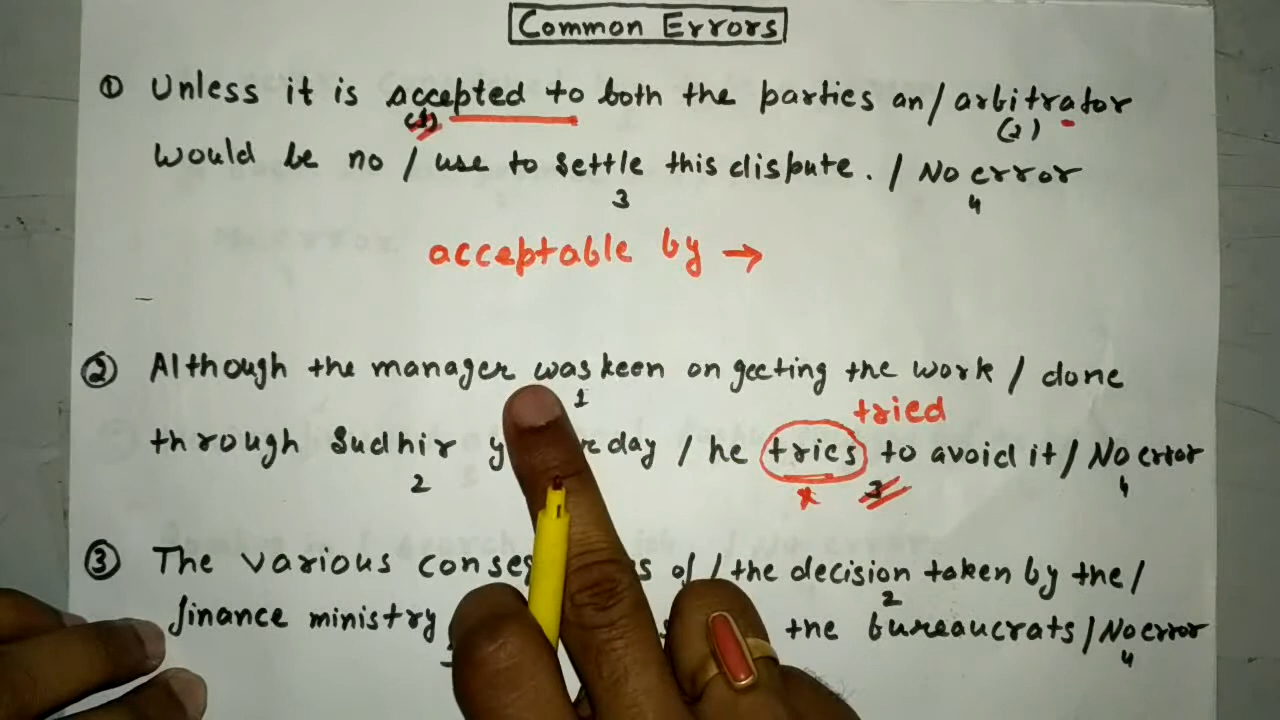 Common Errors
① Unless it is accepted to both the parties an / arbitrator
(1) (2)
would be no / use to settle this dispute. / No error
3 4
acceptable by →
② Although the manager was keen on geeting the work / done
1 tried
through Sudhir / he tries to avoid it / No error
2 × 3 4
③ The various of / the decision taken by the /
2
finance ministry the bureaucrats / No error
4